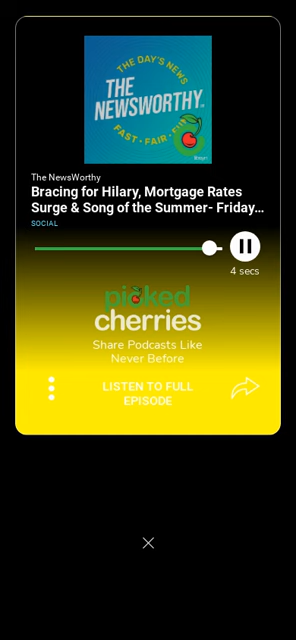 THE DAY'S NEWS
THE
NEWSWORTHY
FAST · FAIR · FUN
The NewsWorthy
Bracing for Hilary, Mortgage Rates
Surge & Song of the Summer- Friday...
SOCIAL
4 secs
picked
cherries
Share Podcasts Like
Never Before
LISTEN TO FULL
EPISODE